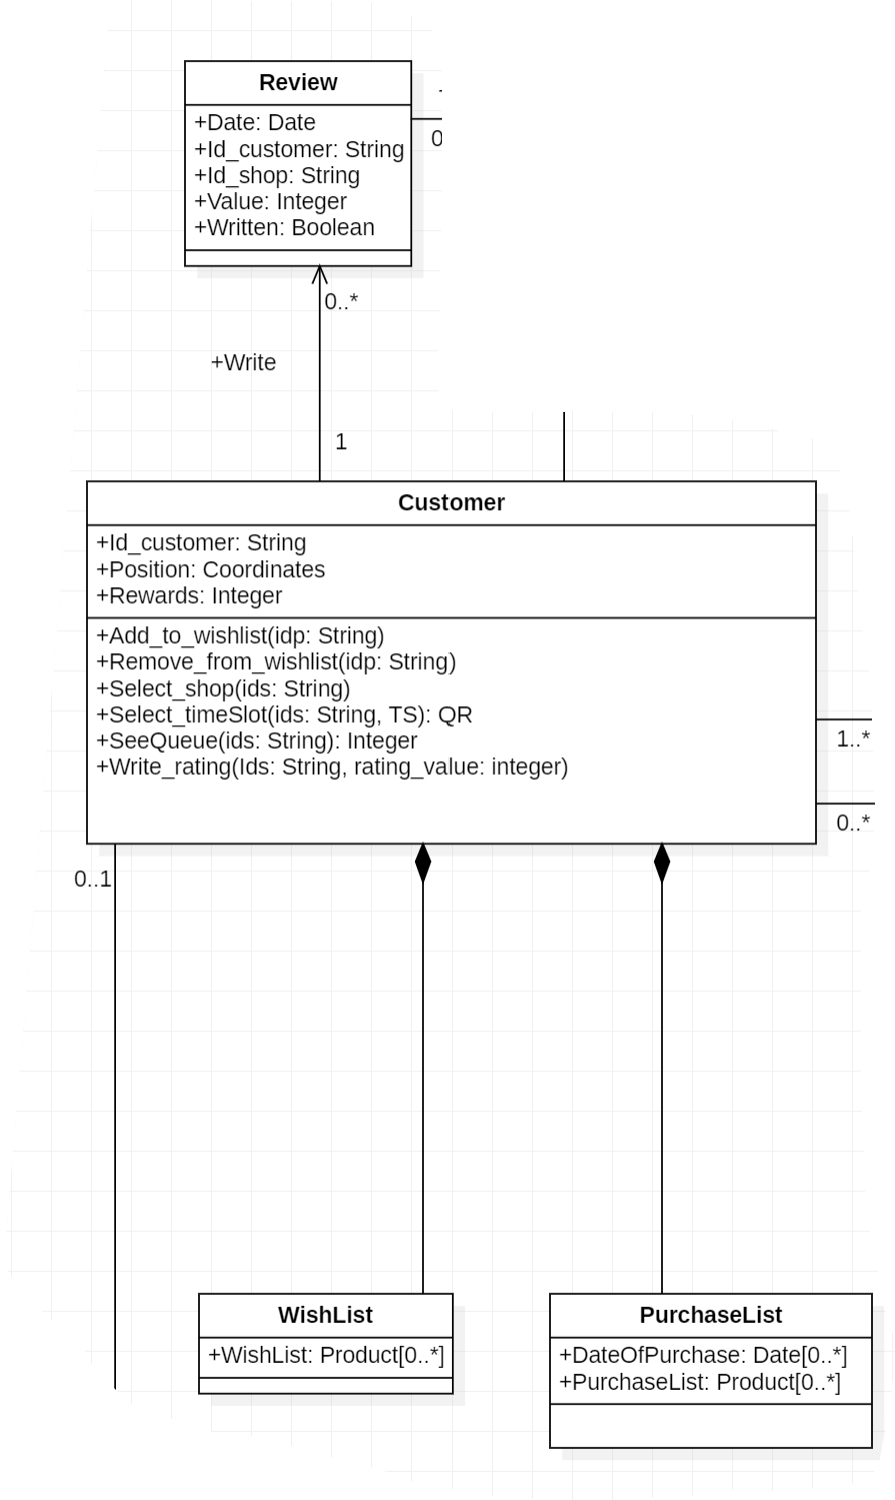 Review
+Date: Date
+Id_customer: String
+Id_shop: String
+Value: Integer
+Written: Boolean
0
0..*
+Write
1
Customer
+Id_customer: String
+Position: Coordinates
+Rewards: Integer
+Add_to_wishlist(idp: String)
+Remove_from_wishlist(idp: String)
+Select_shop(ids: String)
+Select_timeSlot(ids: String, TS): QR
+SeeQueue(ids: String): Integer
+Write_rating(Ids: String, rating_value: integer)
1..*
0..*
0..1
WishList
+WishList: Product[0..*]
PurchaseList
+DateOfPurchase: Date[0..*]
+PurchaseList: Product[0..*]